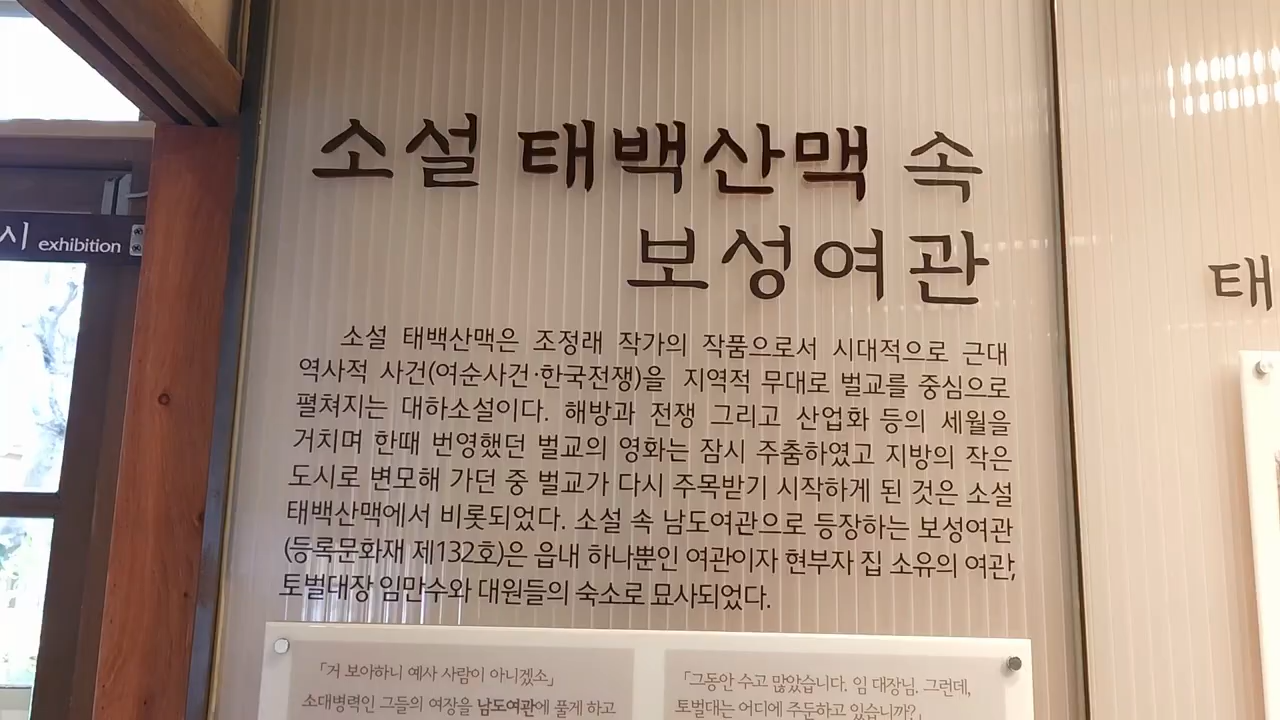 소설 태백산맥 속
보성여관
시 exhibition
소설 태백산맥은 조정래 작가의 작품으로서 시대적으로 근대
역사적 사건(여순사건·한국전쟁)을 지역적 무대로 벌교를 중심으로
펼쳐지는 대하소설이다. 해방과 전쟁 그리고 산업화 등의 세월을
거치며 한때 번영했던 벌교의 영화는 잠시 주춤하였고 지방의 작은
도시로 변모해 가던 중 벌교가 다시 주목받기 시작하게 된 것은 소설
태백산맥에서 비롯되었다. 소설 속 남도여관으로 등장하는 보성여관
(등록문화재 제132호)은 읍내 하나뿐인 여관이자 현부자 집 소유의 여관,
토벌대장 임만수와 대원들의 숙소로 묘사되었다.
「거 보아하니 예사 사람이 아니겠소」
소대병력인 그들의 여장을 남도여관에 풀게 하고
「그동안 수고 많았습니다. 임 대장님. 그런데,
토벌대는 어디에 주둔하고 있습니까?」
태